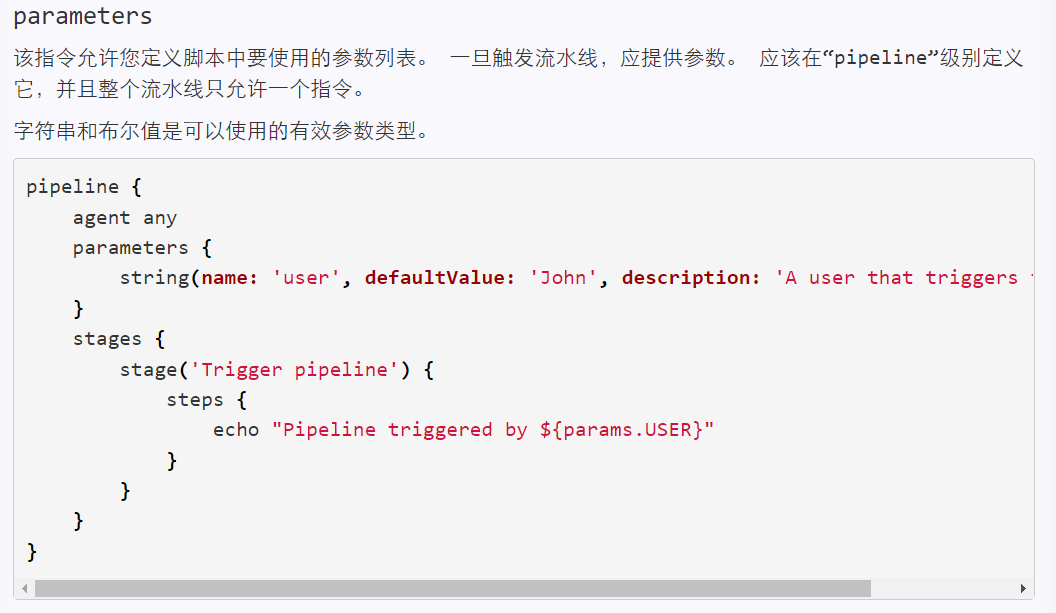 parameters
该指令允许您定义脚本中要使用的参数列表。 一旦触发流水线，应提供参数。 应该在“pipeline”级别定义
它，并且整个流水线只允许一个指令。
字符串和布尔值是可以使用的有效参数类型。
pipeline {
    agent any
    parameters {
        string(name: 'user', defaultValue: 'John', description: 'A user that triggers
    }
    stages {
        stage('Trigger pipeline') {
            steps {
                echo "Pipeline triggered by ${params.USER}"
            }
        }
    }
}